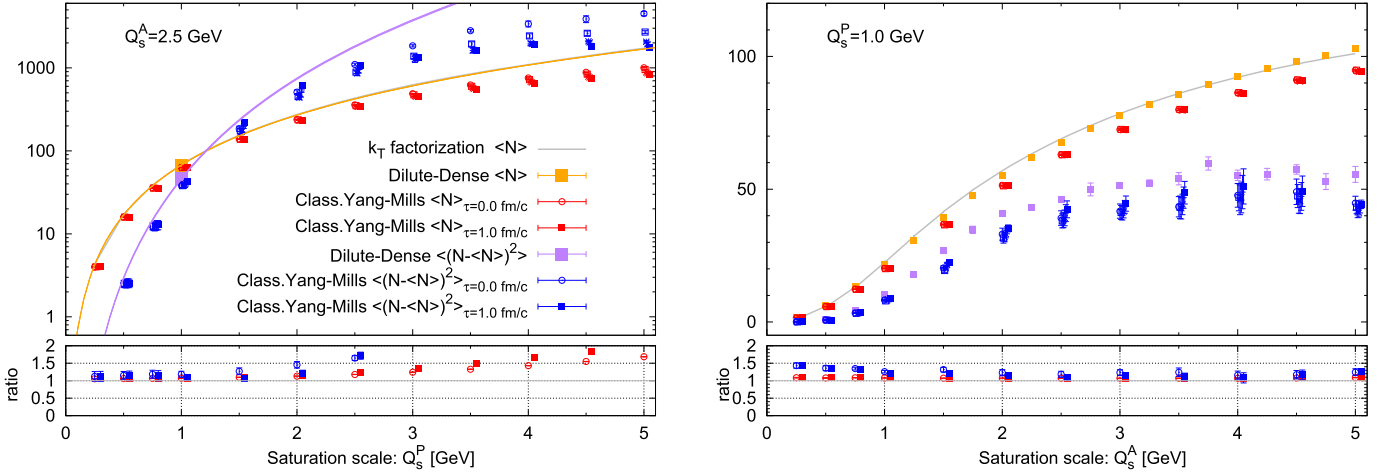 Q_s^A=2.5 GeV
1000
100
10
1
k_T factorization <N>
Dilute-Dense <N>
Class.Yang-Mills <N>_τ=0.0 fm/c
Class.Yang-Mills <N>_τ=1.0 fm/c
Dilute-Dense <(N-<N>)^2>
Class.Yang-Mills <(N-<N>)^2>_τ=0.0 fm/c
Class.Yang-Mills <(N-<N>)^2>_τ=1.0 fm/c
ratio
2
1.5
1
0.5
0
0 1 2 3 4 5
Saturation scale: Q_s^P [GeV]
Q_s^P=1.0 GeV
100
50
0
ratio
2
1.5
1
0.5
0
0 1 2 3 4 5
Saturation scale: Q_s^A [GeV]